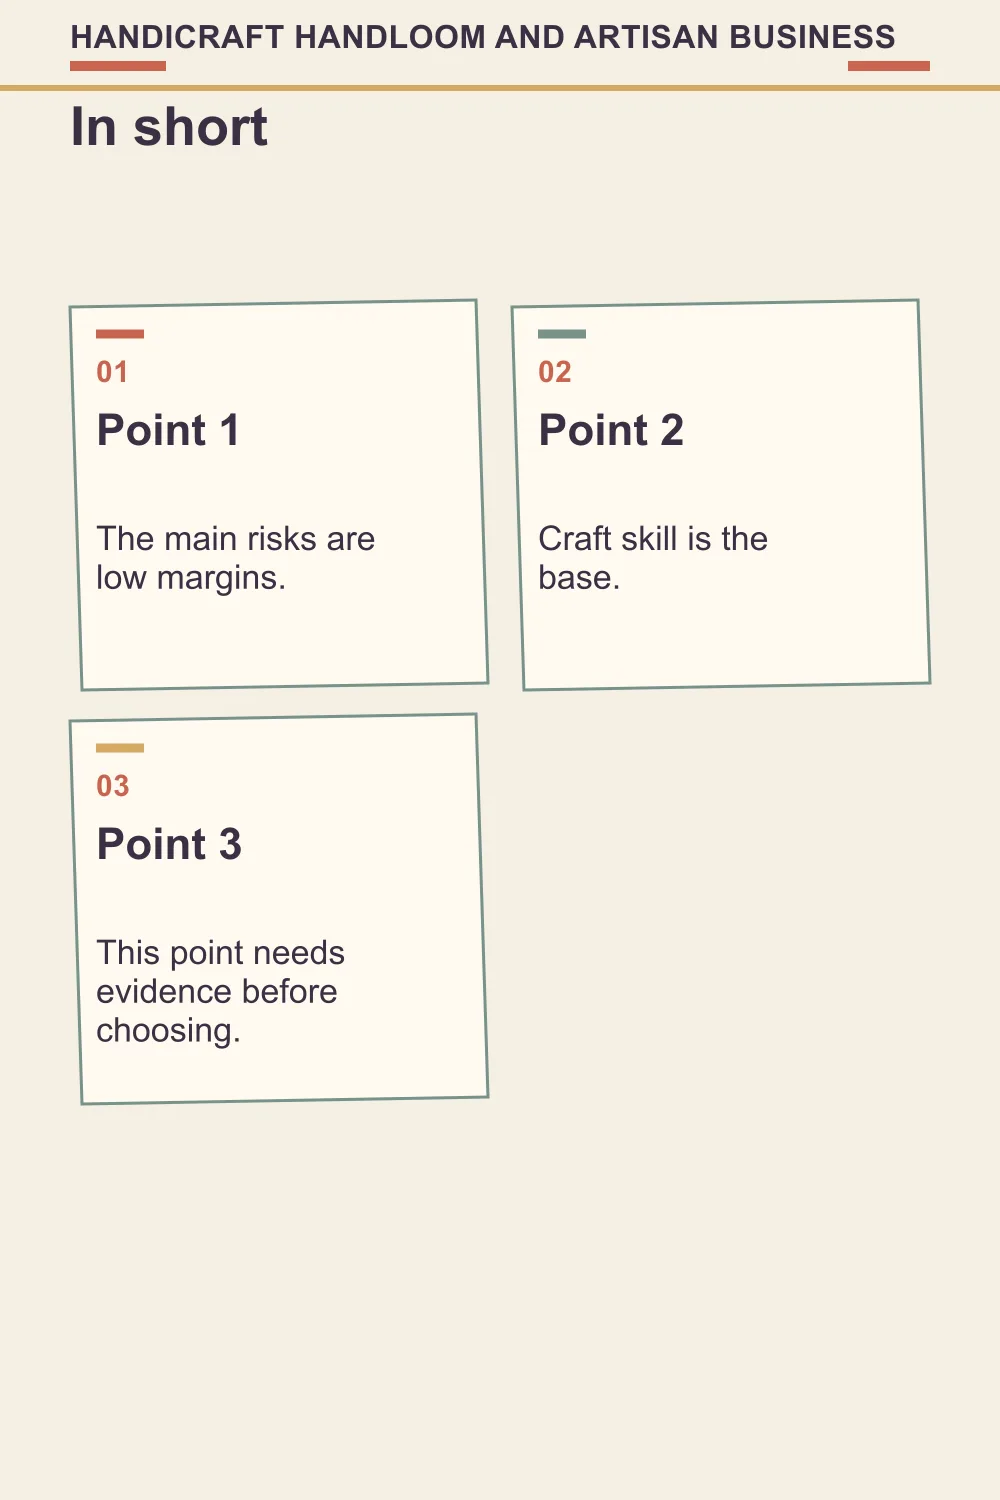 HANDICRAFT HANDLOOM AND ARTISAN BUSINESS
In short
01
Point 1
The main risks are
low margins.
02
Point 2
Craft skill is the
base.
03
Point 3
This point needs
evidence before
choosing.